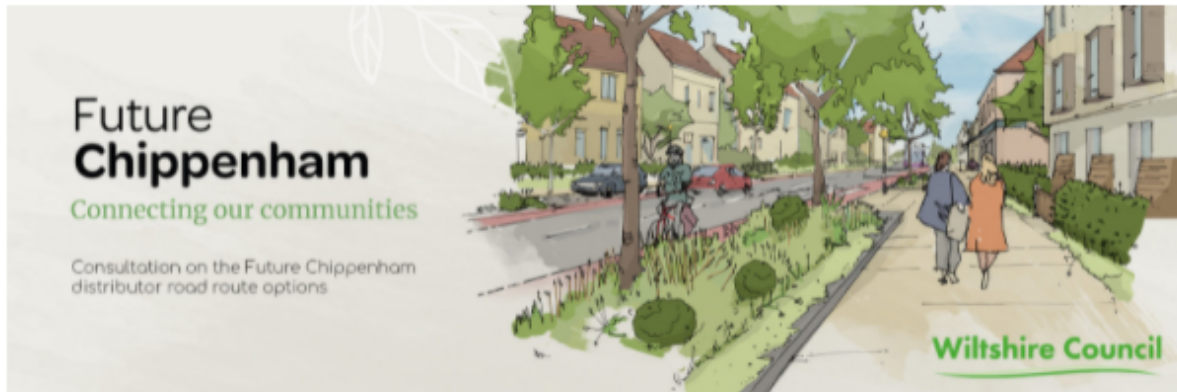 Future
Chippenham
Connecting our communities
Consultation on the Future Chippenham
distributor road route options
Wiltshire Council